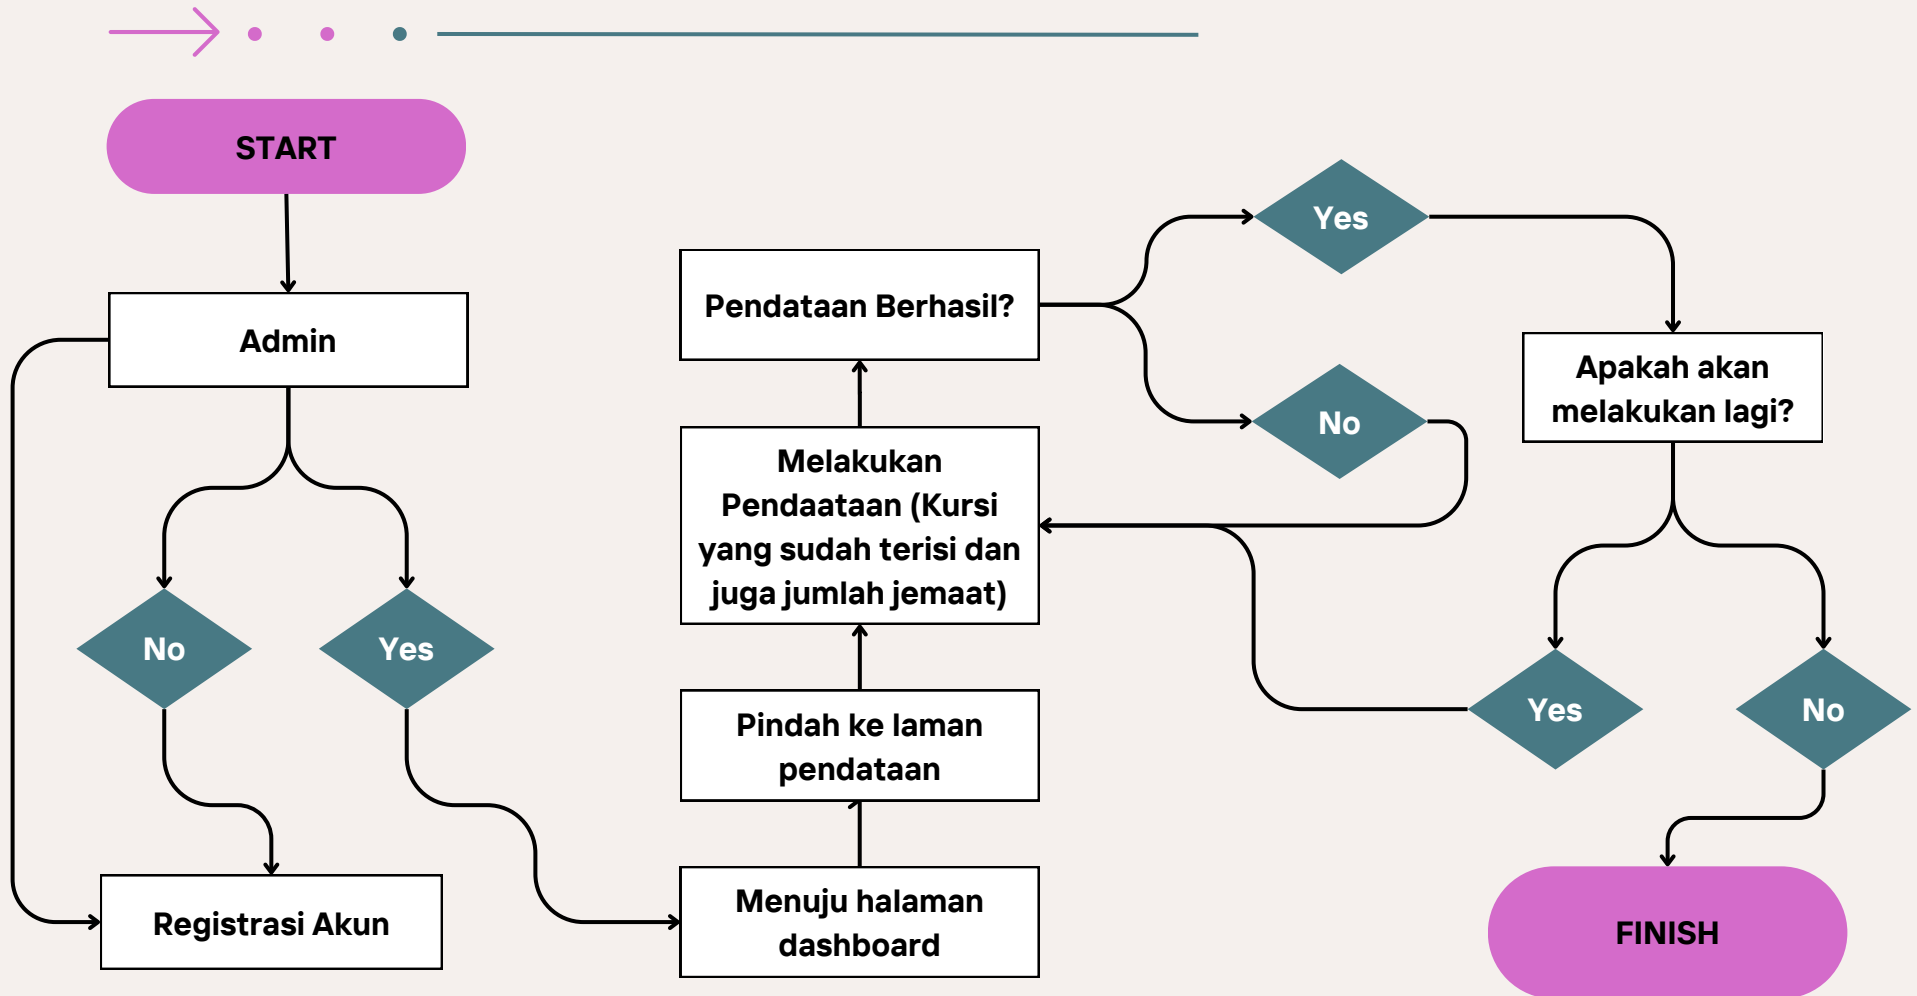 START
Admin
No
Yes
Registrasi Akun
Menuju halaman
dashboard
Pindah ke laman
pendataan
Melakukan
Pendaataan (Kursi
yang sudah terisi dan
juga jumlah jemaat)
Pendataan Berhasil?
Yes
No
Apakah akan
melakukan lagi?
Yes
No
FINISH